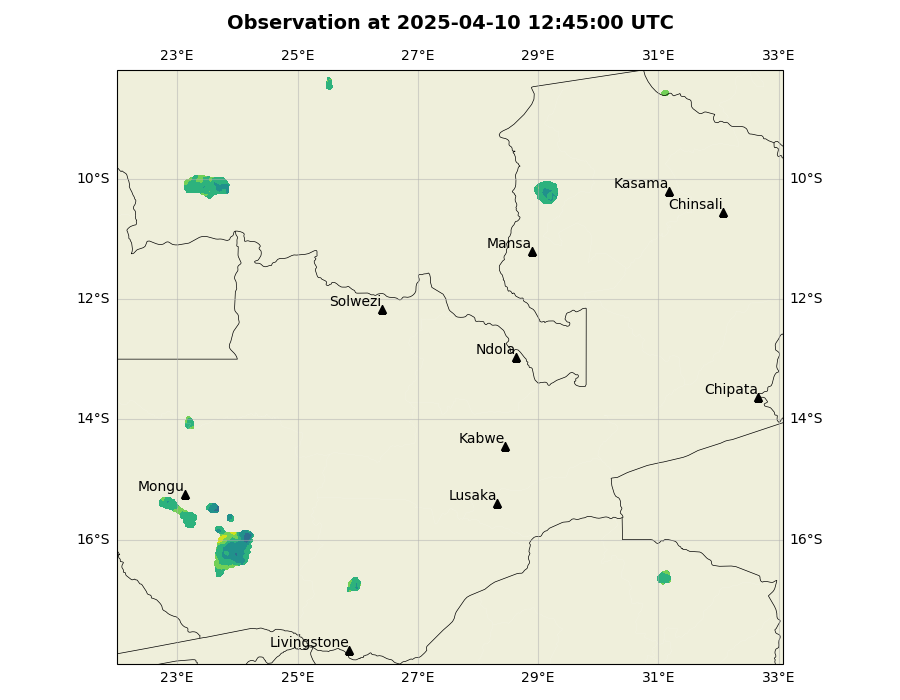 Observation at 2025-04-10 12:45:00 UTC
23°E 25°E 27°E 29°E 31°E 33°E
10°S 10°S
Kasama
Chinsali
Mansa
12°S 12°S
Solwezi
Ndola
Chipata
14°S 14°S
Kabwe
Mongu
Lusaka
16°S 16°S
Livingstone
23°E 25°E 27°E 29°E 31°E 33°E